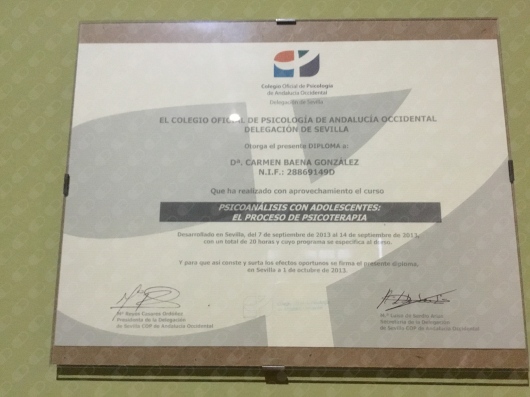 Colegio Oficial de Psicología
de Andalucía Occidental
Delegación de Sevilla
EL COLEGIO OFICIAL DE PSICOLOGÍA DE ANDALUCÍA OCCIDENTAL
DELEGACIÓN DE SEVILLA
Otorga el presente DIPLOMA a:
Dª. CARMEN BAENA GONZÁLEZ
N.I.F.: 28869149D
Que ha realizado con aprovechamiento el curso
PSICOANÁLISIS CON ADOLESCENTES:
EL PROCESO DE PSICOTERAPIA
Desarrollado en Sevilla, del 7 de septiembre de 2013 al 14 de septiembre de 2013,
con un total de 20 horas y cuyo programa se especifica al dorso.
Y para que así conste y surta los efectos oportunos se firma el presente diploma,
en Sevilla a 1 de octubre de 2013.
Presidenta de la Delegación
de Sevilla COP de Andalucía Occidental
Secretaria de la Delegación
de Sevilla COP de Andalucía Occidental